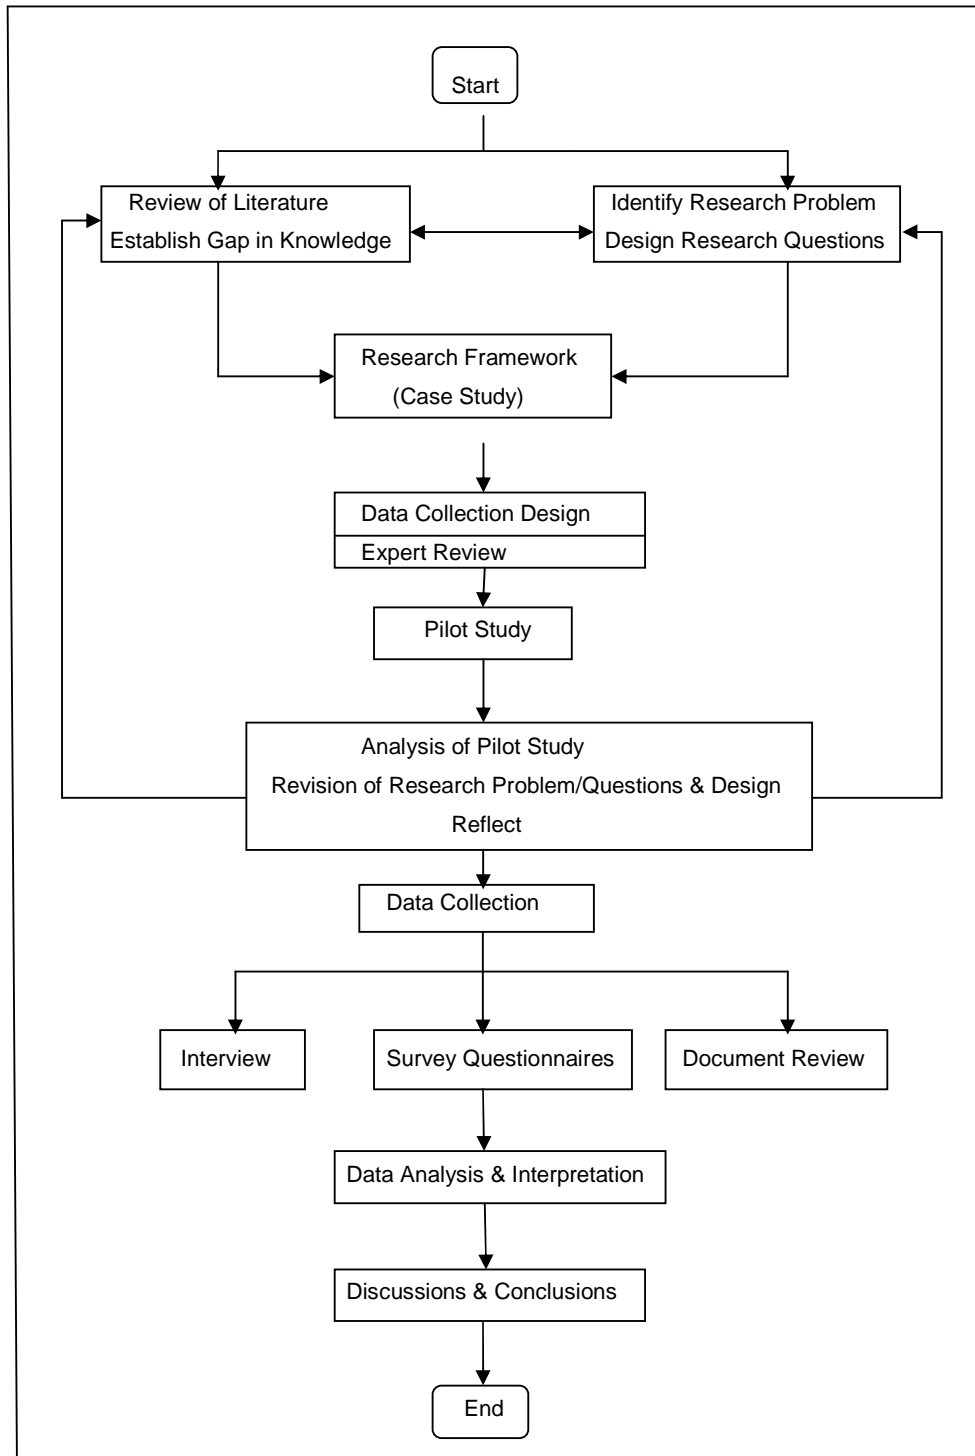 Start
Review of Literature
Establish Gap in Knowledge
Identify Research Problem
Design Research Questions
Research Framework
(Case Study)
Data Collection Design
Expert Review
Pilot Study
Analysis of Pilot Study
Revision of Research Problem/Questions & Design
Reflect
Data Collection
Interview
Survey Questionnaires
Document Review
Data Analysis & Interpretation
Discussions & Conclusions
End